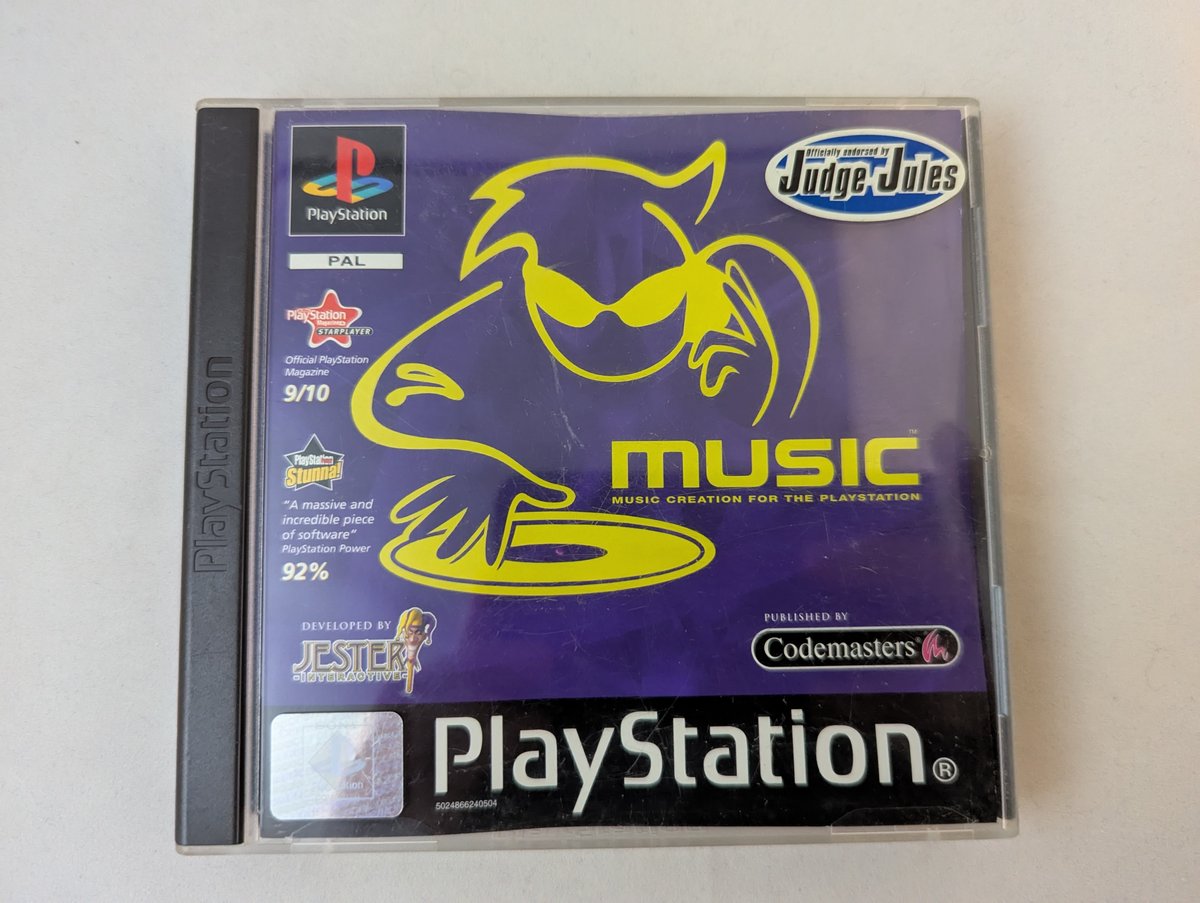 PlayStation
PlayStation
PAL
PlayStation
Magazine
STARPLAYER
Official PlayStation
Magazine
9/10
PlayStation
Stunna!
"A massive and
incredible piece
of software"
PlayStation Power
92%
Officially endorsed by
Judge Jules
MUSIC™
MUSIC CREATION FOR THE PLAYSTATION
DEVELOPED BY
JESTER
-INTERACTIVE-
PUBLISHED BY
Codemasters®
PlayStation®
5024866240504